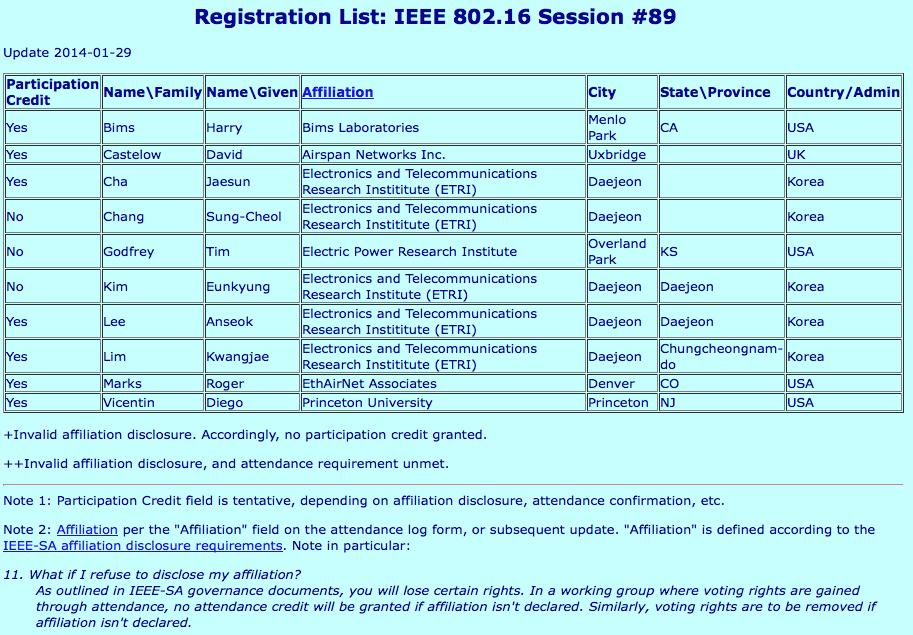 Registration List: IEEE 802.16 Session #89
Update 2014-01-29
Participation Credit Name\Family Name\Given Affiliation City State\Province Country/Admin
Yes Bims Harry Bims Laboratories Menlo Park CA USA
Yes Castelow David Airspan Networks Inc. Uxbridge UK
Yes Cha Jaesun Electronics and Telecommunications Research Instititute (ETRI) Daejeon Korea
No Chang Sung-Cheol Electronics and Telecommunications Research Instititute (ETRI) Daejeon Korea
No Godfrey Tim Electric Power Research Institute Overland Park KS USA
No Kim Eunkyung Electronics and Telecommunications Research Institute (ETRI) Daejeon Daejeon Korea
Yes Lee Anseok Electronics and Telecommunications Research Instititute (ETRI) Daejeon Daejeon Korea
Yes Lim Kwangjae Electronics and Telecommunications Research Instititute (ETRI) Daejeon Chungcheongnam-do Korea
Yes Marks Roger EthAirNet Associates Denver CO USA
Yes Vicentin Diego Princeton University Princeton NJ USA
+Invalid affiliation disclosure. Accordingly, no participation credit granted.
++Invalid affiliation disclosure, and attendance requirement unmet.
Note 1: Participation Credit field is tentative, depending on affiliation disclosure, attendance confirmation, etc.
Note 2: Affiliation per the "Affiliation" field on the attendance log form, or subsequent update. "Affiliation" is defined according to the
IEEE-SA affiliation disclosure requirements. Note in particular:
11. What if I refuse to disclose my affiliation?
As outlined in IEEE-SA governance documents, you will lose certain rights. In a working group where voting rights are gained
through attendance, no attendance credit will be granted if affiliation isn't declared. Similarly, voting rights are to be removed if
affiliation isn't declared.